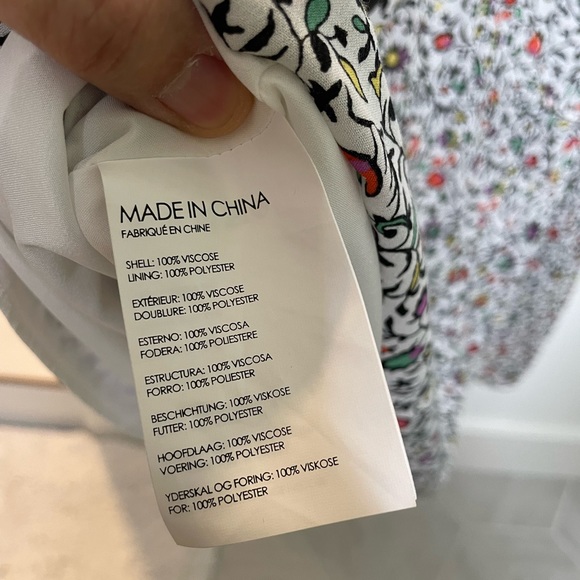 MADE IN CHINA
FABRIQUÉ EN CHINE
SHELL: 100% VISCOSE
LINING: 100% POLYESTER
EXTÉRIEUR: 100% VISCOSE
DOUBLURE: 100% POLYESTER
ESTERNO: 100% VISCOSA
FODERA: 100% POLIESTERE
ESTRUCTURA: 100% VISCOSA
FORRO: 100% POLIESTER
BESCHICHTUNG: 100% VISKOSE
FUTTER: 100% POLYESTER
HOOFDLAAG: 100% VISCOSE
VOERING: 100% POLYESTER
YDERSKAL OG FORING: 100% VISKOSE
FOR: 100% POLYESTER